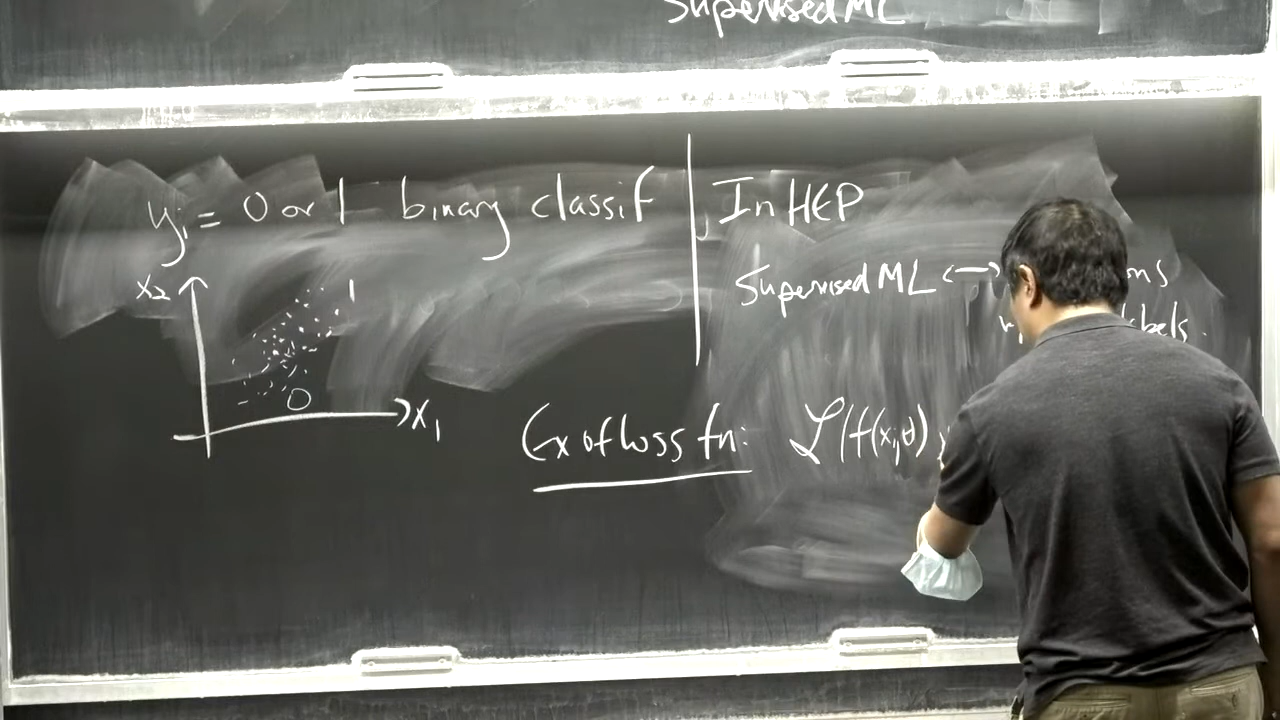 Supervised ML
yᵢ = 0 or 1 binary classif
x₂
1
0
x₁
In HEP
Supervised ML ↔
Ex of loss fn: ℒ(f(xᵢ;θ),